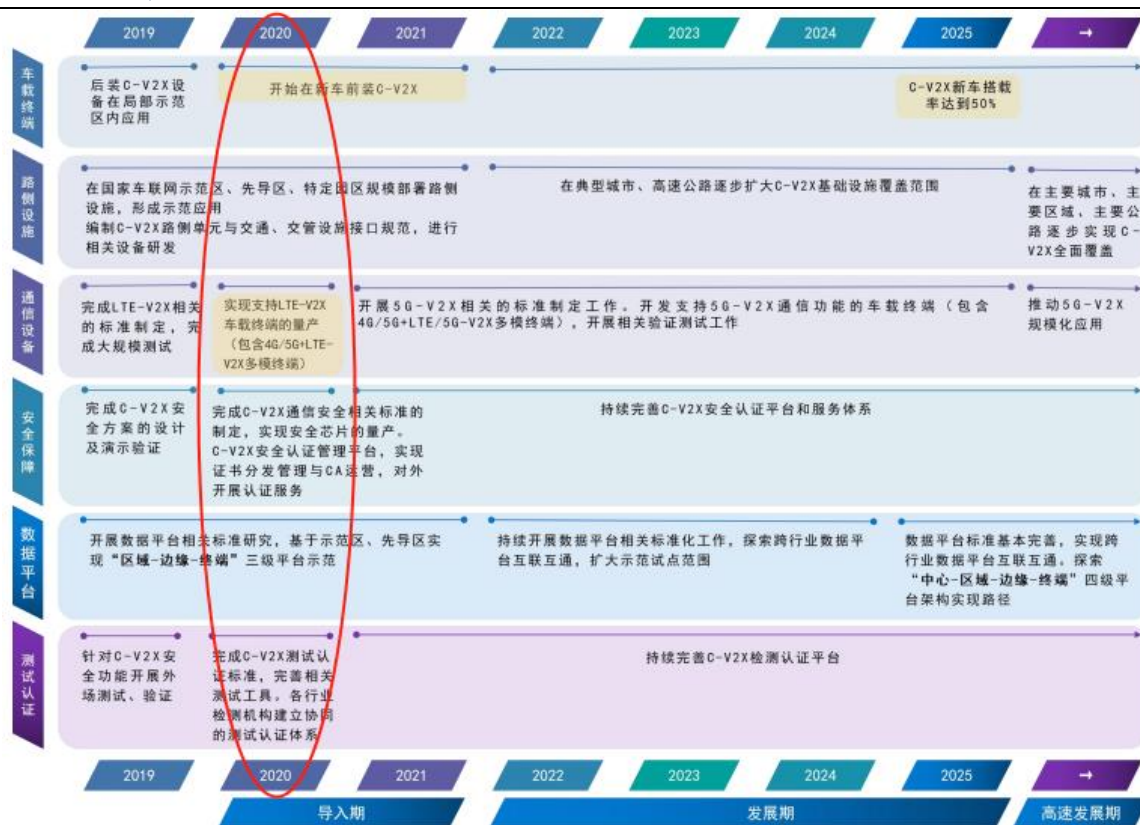 2019 2020 2021 2022 2023 2024 2025 →
车载终端
后装C-V2X设
备在局部示范
区内应用
开始在新车前装C-V2X
C-V2X新车搭载
率达到50%
路侧设施
在国家车联网示范区、先导区、特定园区规模部署路侧
设施，形成示范应用
编制C-V2X路侧单元与交通、交管设施接口规范，进行
相关设备研发
在典型城市、高速公路逐步扩大C-V2X基础设施覆盖范围
在主要城市、主
要区域、主要公
路逐步实现C-
V2X全面覆盖
通信设备
完成LTE-V2X相关
的标准制定，完
成大规模测试
实现支持LTE-V2X
车载终端的量产
（包含4G/5G+LTE-
V2X多模终端）
开展5G-V2X相关的标准制定工作。开发支持5G-V2X通信功能的车载终端（包含
4G/5G+LTE/5G-V2X多模终端），开展相关验证测试工作
推动5G-V2X
规模化应用
安全保障
完成C-V2X安
全方案的设计
及演示验证
完成C-V2X通信安全相关标准的
制定，实现安全芯片的量产。
C-V2X安全认证管理平台，实现
证书分发管理与CA运营，对外
开展认证服务
持续完善C-V2X安全认证平台和服务体系
数据平台
开展数据平台相关标准研究，基于示范区、先导区实
现“区域-边缘-终端”三级平台示范
持续开展数据平台相关标准化工作，探索跨行业数据平
台互联互通，扩大示范试点范围
数据平台标准基本完善，实现跨
行业数据平台互联互通。探索
“中心-区域-边缘-终端”四级平
台架构实现路径
测试认证
针对C-V2X安
全功能开展外
场测试、验证
完成C-V2X测试认
证标准，完善相关
测试工具。各行业
检测机构建立协同
的测试认证体系
持续完善C-V2X检测认证平台
2019 2020 2021 2022 2023 2024 2025 →
导入期 发展期 高速发展期